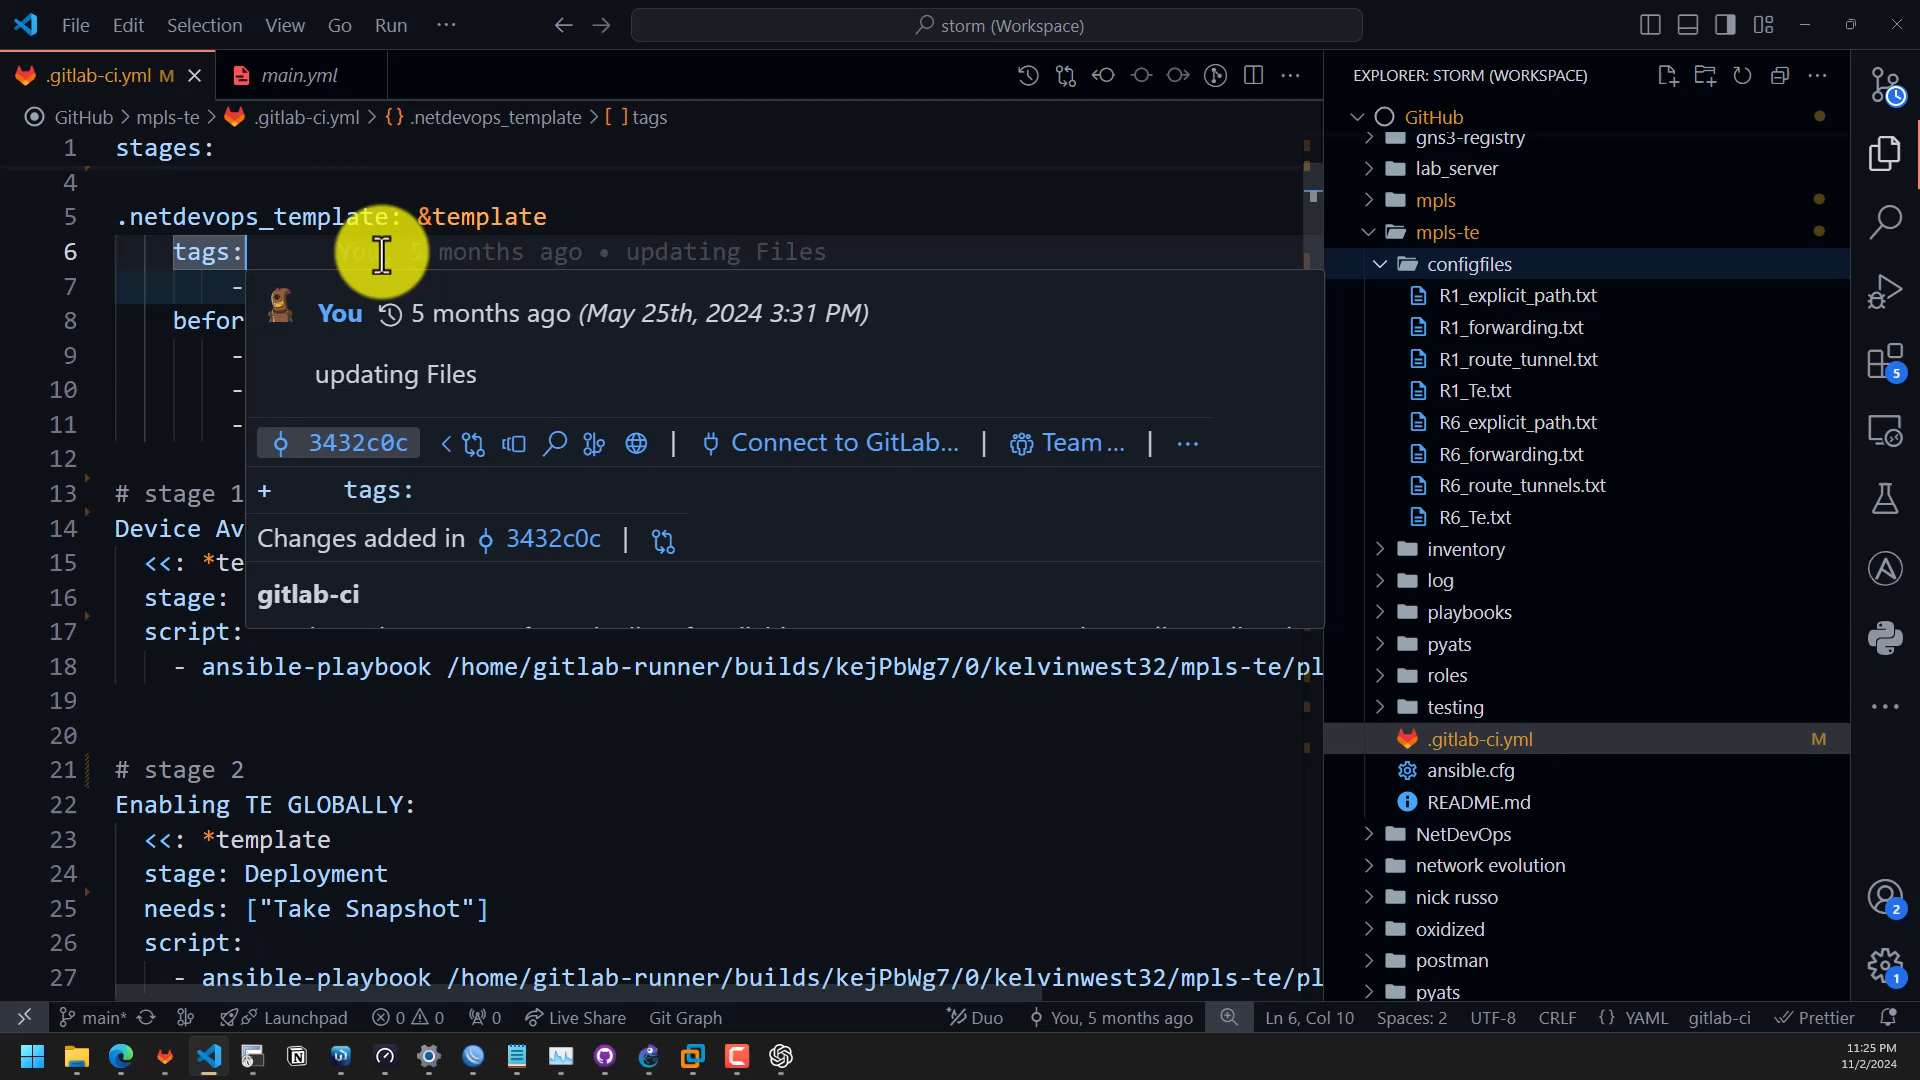 File Edit Selection View Go Run ···
storm (Workspace)
.gitlab-ci.yml M
main.yml
GitHub > mpls-te > .gitlab-ci.yml > {} .netdevops_template > [ ] tags
1 stages:
4
5 .netdevops_template: &template
6 tags: You, 5 months ago • updating Files
7 -
8 befor
9 -
10 -
11 -
12
13 # stage 1
14 Device Av
15 <<: *te
16 stage:
17 script:
18 - ansible-playbook /home/gitlab-runner/builds/kejPbWg7/0/kelvinwest32/mpls-te/pl
19
20
21 # stage 2
22 Enabling TE GLOBALLY:
23 <<: *template
24 stage: Deployment
25 needs: ["Take Snapshot"]
26 script:
27 - ansible-playbook /home/gitlab-runner/builds/kejPbWg7/0/kelvinwest32/mpls-te/pl
You 5 months ago (May 25th, 2024 3:31 PM)
updating Files
3432c0c | Connect to GitLab... | Team ... | ···
+ tags:
Changes added in 3432c0c |
gitlab-ci
EXPLORER: STORM (WORKSPACE)
GitHub
gns3-registry
lab_server
mpls
mpls-te
configfiles
R1_explicit_path.txt
R1_forwarding.txt
R1_route_tunnel.txt
R1_Te.txt
R6_explicit_path.txt
R6_forwarding.txt
R6_route_tunnels.txt
R6_Te.txt
inventory
log
playbooks
pyats
roles
testing
.gitlab-ci.yml M
ansible.cfg
README.md
NetDevOps
network evolution
nick russo
oxidized
postman
pyats
5
2
1
main* Launchpad 0 0 0 Live Share Git Graph Duo You, 5 months ago Ln 6, Col 10 Spaces: 2 UTF-8 CRLF {} YAML gitlab-ci Prettier
11:25 PM
11/2/2024